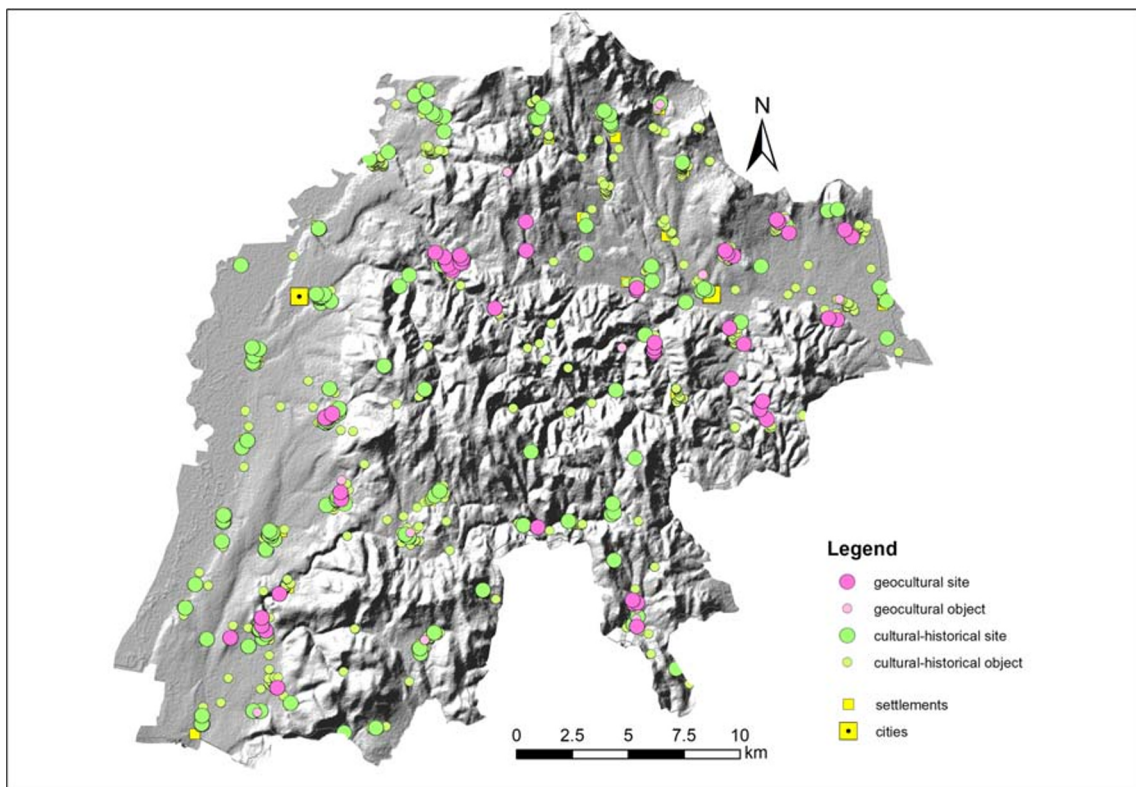 N
Legend
geocultural site
geocultural object
cultural-historical site
cultural-historical object
settlements
cities
0 2.5 5 7.5 10
km